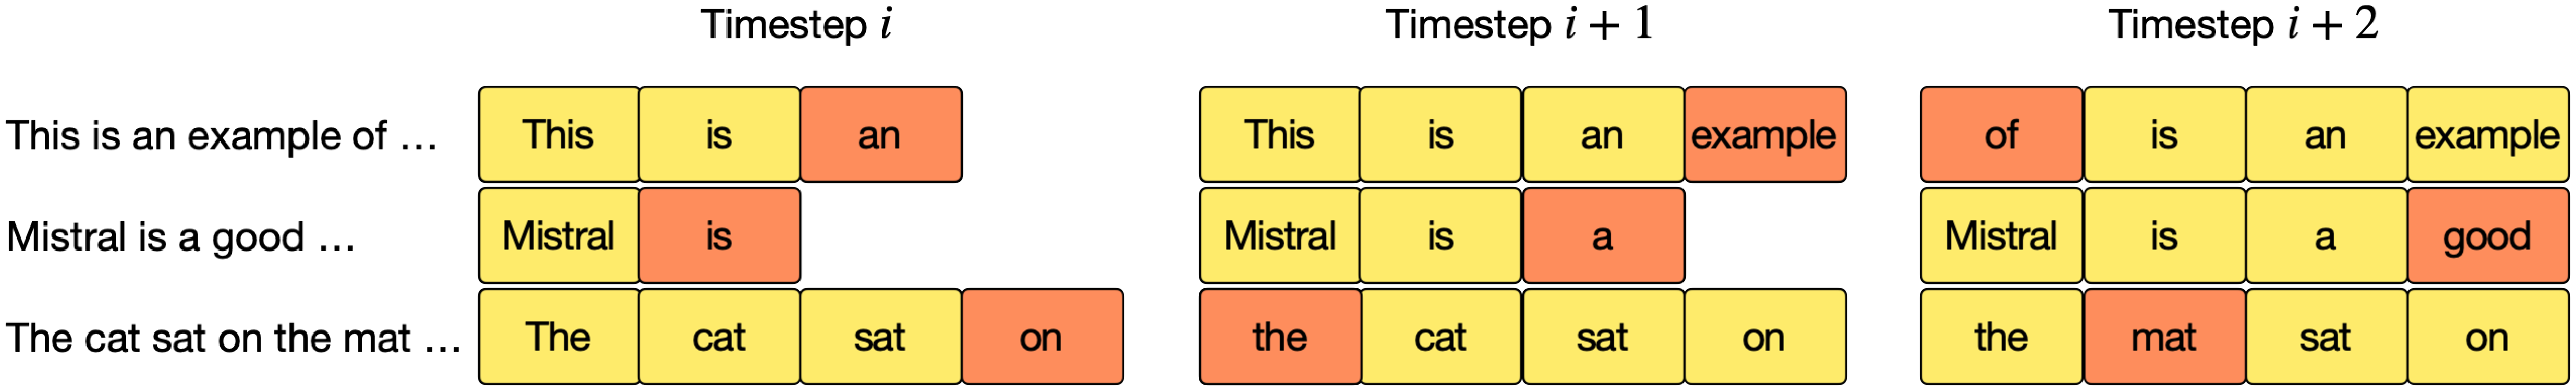 Timestep i Timestep i + 1 Timestep i + 2
This is an example of … This is an This is an example of is an example
Mistral is a good … Mistral is Mistral is a Mistral is a good
The cat sat on the mat … The cat sat on the cat sat on the mat sat on